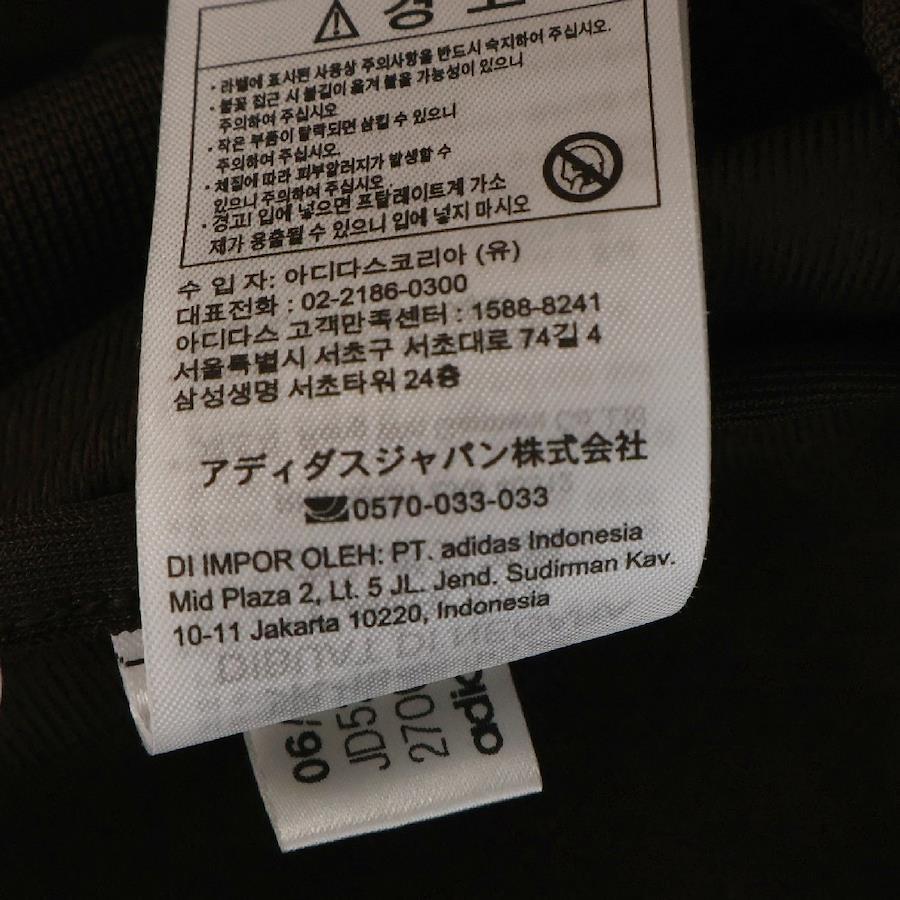 경고
· 라벨에 표시된 사용상 주의사항을 반드시 숙지하여 주십시오.
· 불꽃 접근 시 불길이 옮겨 붙을 가능성이 있으니
주의하여 주십시오
· 작은 부품이 탈락되면 삼킬 수 있으니
주의하여 주십시오.
· 체질에 따라 피부알러지가 발생할 수
있으니 주의하여 주십시오.
· 경고! 입에 넣으면 프탈레이트계 가소
제가 용출될 수 있으니 입에 넣지 마시오
수 입 자: 아디다스코리아 (유)
대표전화 : 02-2186-0300
아디다스 고객만족센터 : 1588-8241
서울특별시 서초구 서초대로 74길 4
삼성생명 서초타워 24층
アディダスジャパン株式会社
0570-033-033
DI IMPOR OLEH: PT. adidas Indonesia
Mid Plaza 2, Lt. 5 JL. Jend. Sudirman Kav.
10-11 Jakarta 10220, Indonesia
06/
JD5
270
adid